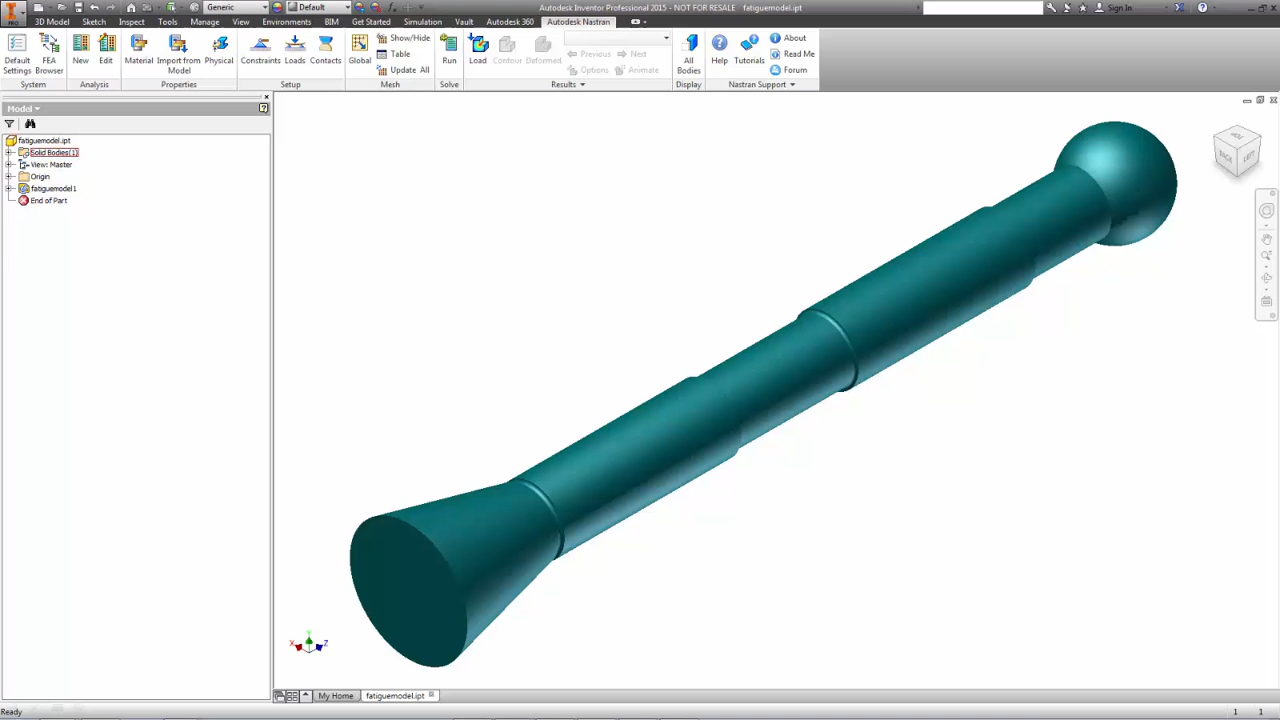 Generic
Default
Autodesk Inventor Professional 2015 - NOT FOR RESALE   fatiguemodel.ipt
Sign In
PRO
3D Model   Sketch   Inspect   Tools   Manage   View   Environments   BIM   Get Started   Simulation   Vault   Autodesk 360   Autodesk Nastran
Default Settings   FEA Browser   New   Edit   Material   Import from Model   Physical   Constraints   Loads   Contacts   Global   Show/Hide   Table   Update All   Run   Load   Contour   Deformed   Previous   Next   Options   Animate   All Bodies   Help   Tutorials   About   Read Me   Forum
System   Analysis   Properties   Setup   Mesh   Solve   Results   Display   Nastran Support
Model
fatiguemodel.ipt
Solid Bodies(1)
View: Master
Origin
fatiguemodel1
End of Part
BACK   LEFT
X   Y   Z
My Home   fatiguemodel.ipt
Ready   1   1